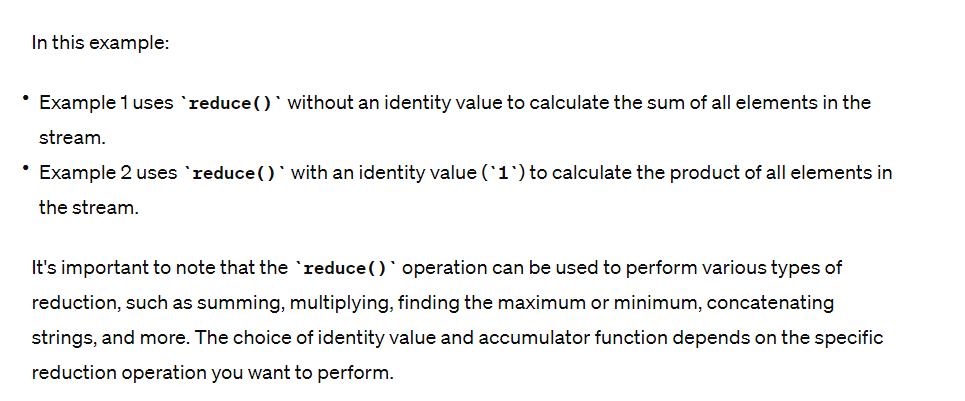 In this example:
• Example 1 uses `reduce()` without an identity value to calculate the sum of all elements in the
stream.
• Example 2 uses `reduce()` with an identity value (`1`) to calculate the product of all elements in
the stream.
It's important to note that the `reduce()` operation can be used to perform various types of
reduction, such as summing, multiplying, finding the maximum or minimum, concatenating
strings, and more. The choice of identity value and accumulator function depends on the specific
reduction operation you want to perform.